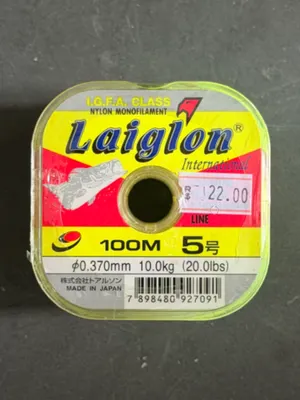 I.G.F.A. CLASS
NYLON MONOFILAMENT
Laiglon®
International
R$ 22.00
LINE
100M 5号
φ0.370mm 10.0kg (20.0lbs)
株式会社トアルソン
MADE IN JAPAN
7 898480 927091